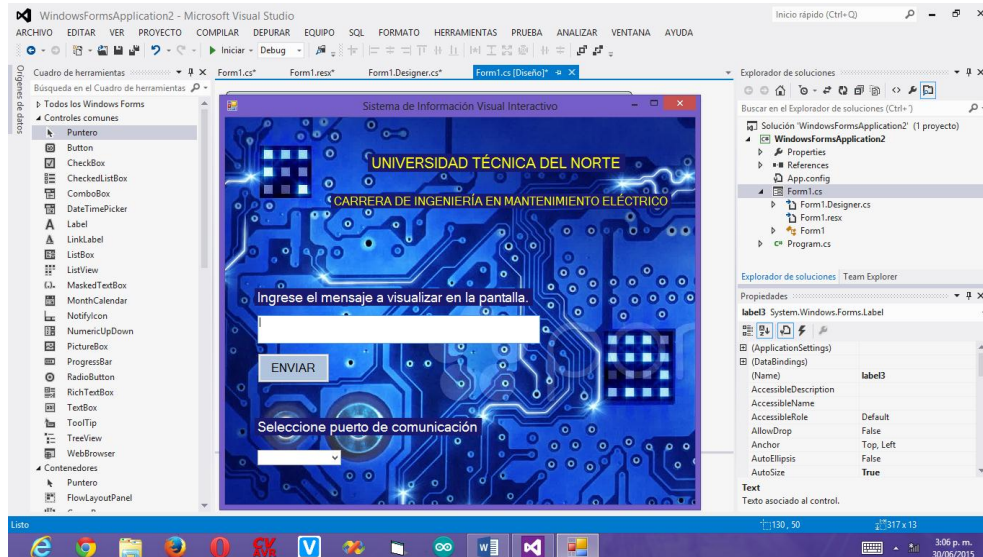 WindowsFormsApplication2 - Microsoft Visual Studio
Inicio rápido (Ctrl+Q)
ARCHIVO EDITAR VER PROYECTO COMPILAR DEPURAR EQUIPO SQL FORMATO HERRAMIENTAS PRUEBA ANALIZAR VENTANA AYUDA
Iniciar Debug
Orígenes de datos
Cuadro de herramientas
Búsqueda en el Cuadro de herramientas
Todos los Windows Forms
Controles comunes
Puntero
Button
CheckBox
CheckedListBox
ComboBox
DateTimePicker
Label
LinkLabel
ListBox
ListView
MaskedTextBox
MonthCalendar
NotifyIcon
NumericUpDown
PictureBox
ProgressBar
RadioButton
RichTextBox
TextBox
ToolTip
TreeView
WebBrowser
Contenedores
Puntero
FlowLayoutPanel
Form1.cs* Form1.resx* Form1.Designer.cs* Form1.cs [Diseño]*
Sistema de Información Visual Interactivo
UNIVERSIDAD TÉCNICA DEL NORTE
CARRERA DE INGENIERÍA EN MANTENIMIENTO ELÉCTRICO
Ingrese el mensaje a visualizar en la pantalla.
ENVIAR
Seleccione puerto de comunicación
Explorador de soluciones
Buscar en el Explorador de soluciones (Ctrl+´)
Solución 'WindowsFormsApplication2' (1 proyecto)
WindowsFormsApplication2
Properties
References
App.config
Form1.cs
Form1.Designer.cs
Form1.resx
Form1
Program.cs
Explorador de soluciones Team Explorer
Propiedades
label3 System.Windows.Forms.Label
(ApplicationSettings)
(DataBindings)
(Name) label3
AccessibleDescription
AccessibleName
AccessibleRole Default
AllowDrop False
Anchor Top, Left
AutoEllipsis False
AutoSize True
Text
Texto asociado al control.
Listo
130 , 50
317 x 13
3:06 p. m.
30/06/2015